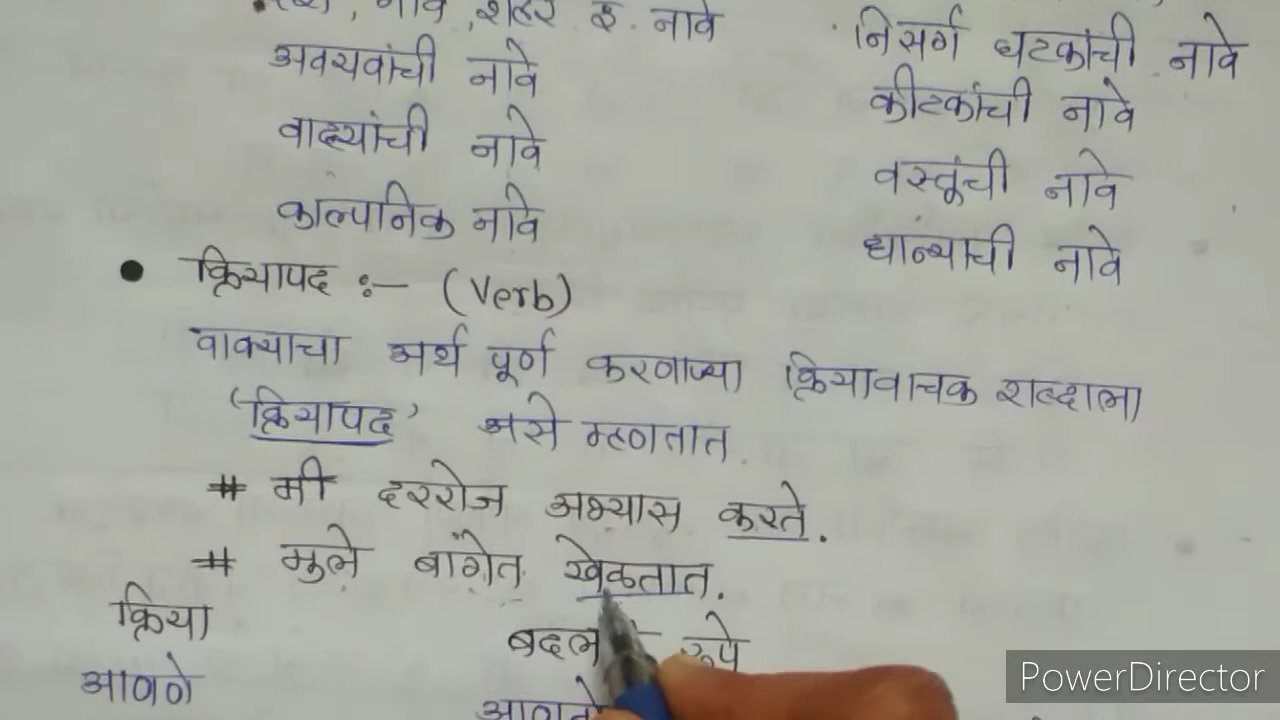 गाव, शहर इ. नावे
अवयवांची नावे
वाद्यांची नावे
काल्पनिक नावे
निसर्ग घटकांची नावे
कीटकांची नावे
वस्तूंची नावे
धान्याची नावे
• क्रियापद :- (Verb)
वाक्याचा अर्थ पूर्ण करणाऱ्या क्रियावाचक शब्दाला
'क्रियापद' असे म्हणतात.
# मी दररोज अभ्यास करते.
# मुले बागेत खेळतात.
क्रिया रूपे
आणणे
PowerDirector